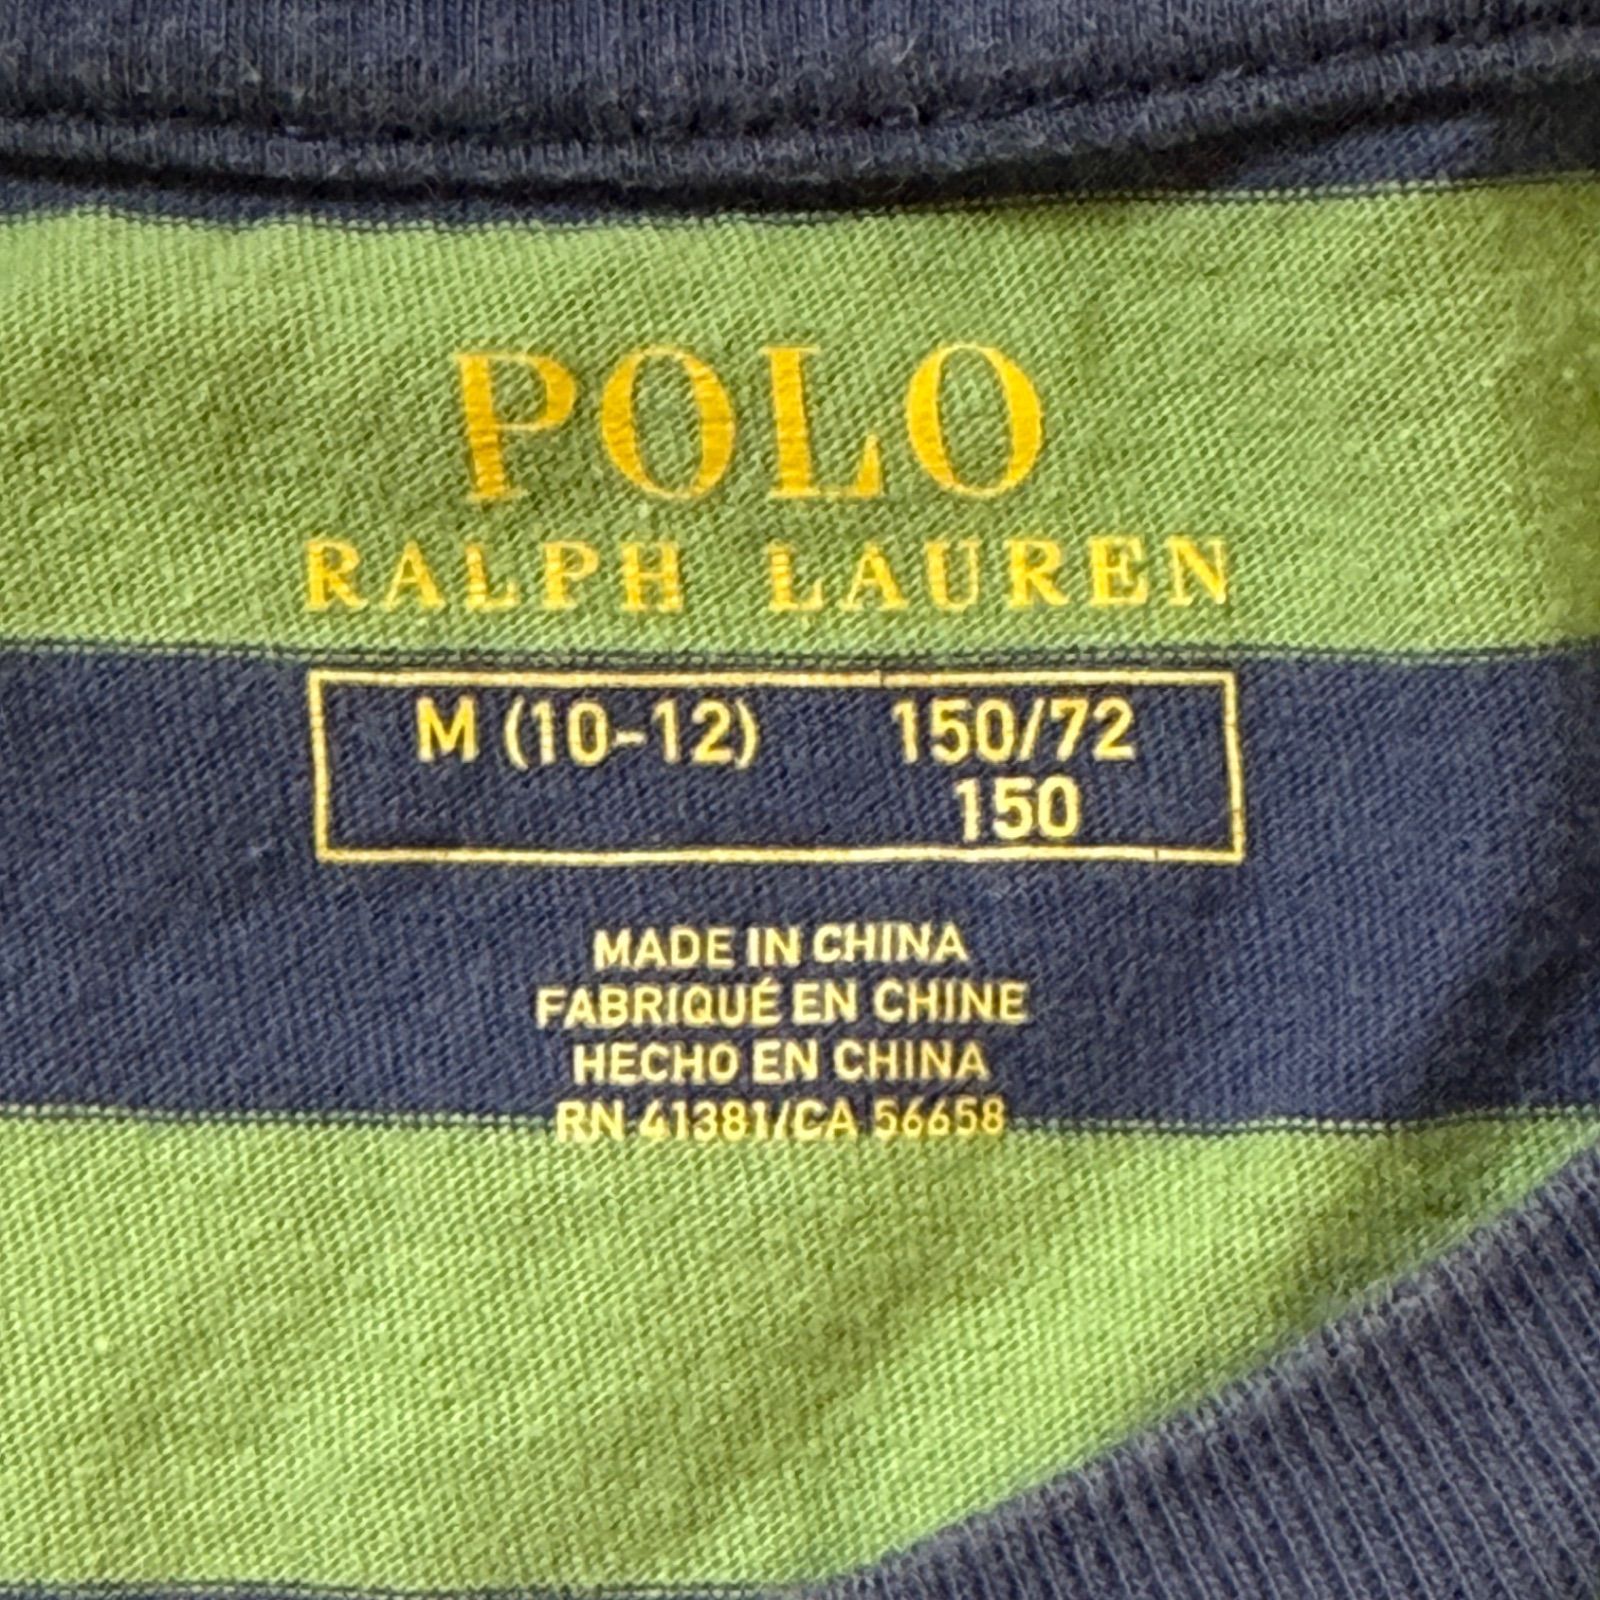 POLO
RALPH LAUREN
M (10-12) 150/72
150
MADE IN CHINA
FABRIQUÉ EN CHINE
HECHO EN CHINA
RN 41381/CA 56658